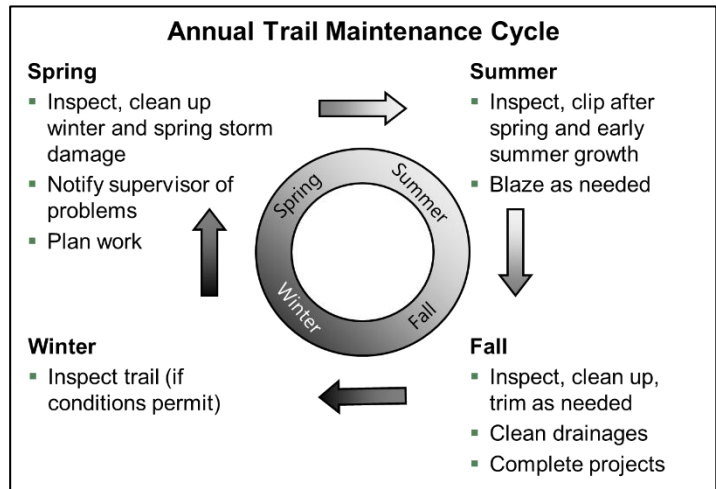 Annual Trail Maintenance Cycle
Spring
▪ Inspect, clean up
winter and spring storm
damage
▪ Notify supervisor of
problems
▪ Plan work
Summer
▪ Inspect, clip after
spring and early
summer growth
▪ Blaze as needed
Spring
Summer
Winter
Fall
Winter
▪ Inspect trail (if
conditions permit)
Fall
▪ Inspect, clean up,
trim as needed
▪ Clean drainages
▪ Complete projects